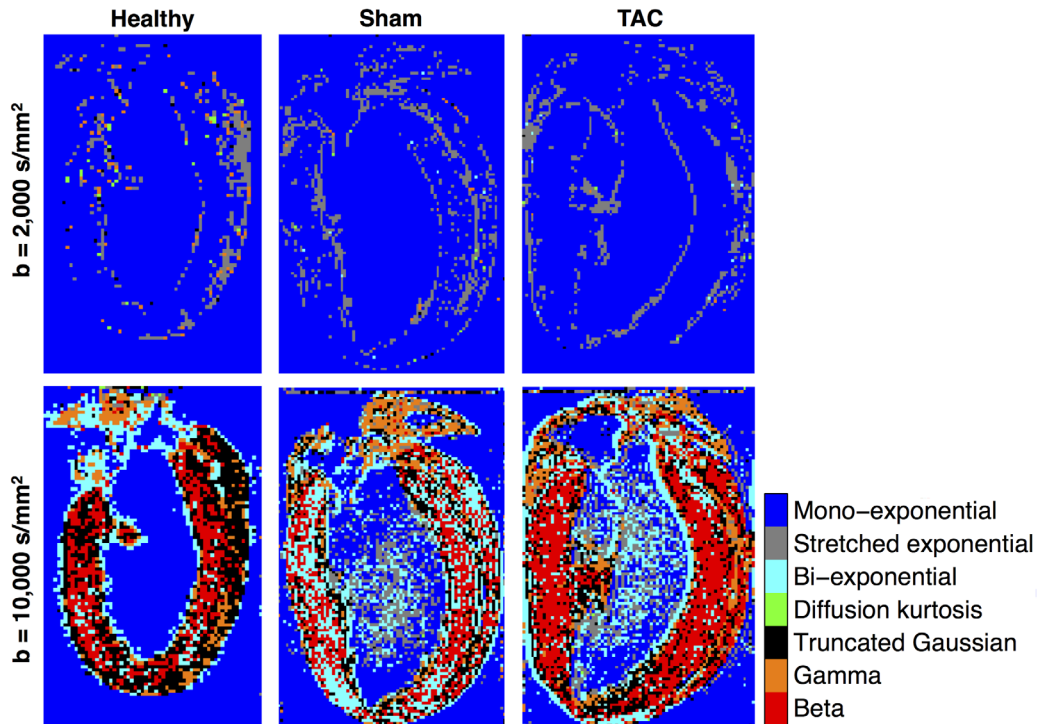 Healthy Sham TAC
b = 2,000 s/mm²
b = 10,000 s/mm²
Mono−exponential
Stretched exponential
Bi−exponential
Diffusion kurtosis
Truncated Gaussian
Gamma
Beta